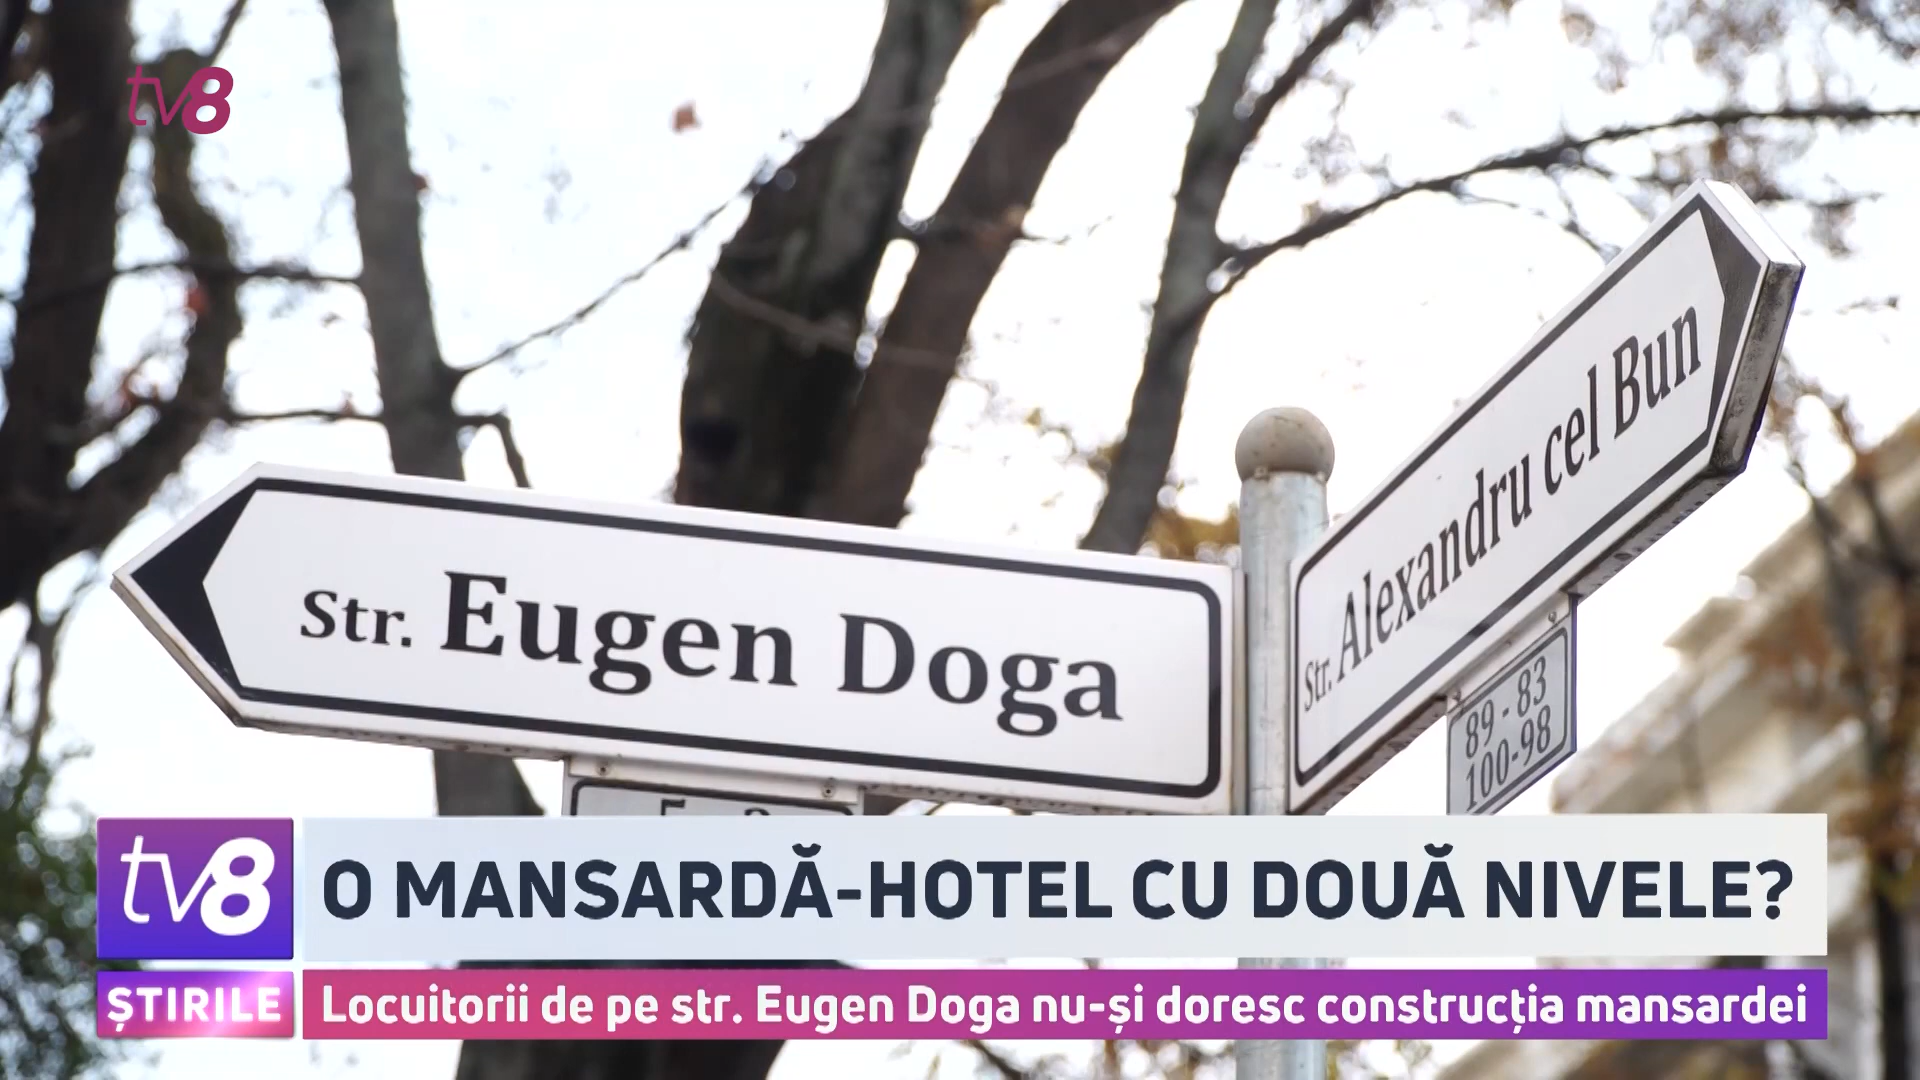 tv8
Str. Eugen Doga
Str. Alexandru cel Bun
89 - 83
100-98
tv8
O MANSARDĂ-HOTEL CU DOUĂ NIVELE?
ȘTIRILE
Locuitorii de pe str. Eugen Doga nu-și doresc construcția mansardei